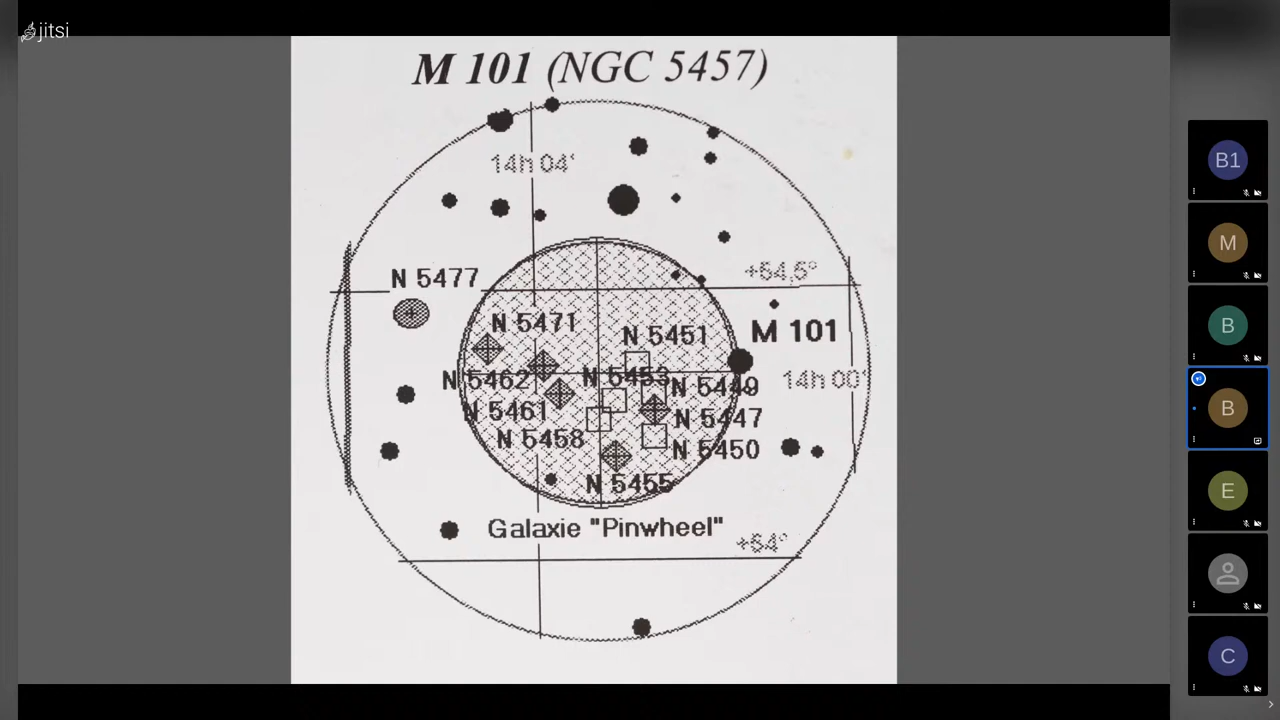 jitsi
M 101 (NGC 5457)
14h 04'
+54,5°
N 5477
N 5471
N 5451
M 101
N 5462
N 5453
N 5449
14h 00'
N 5461
N 5447
N 5458
N 5450
N 5455
Galaxie "Pinwheel"
+54°
B1
M
B
B
E
C